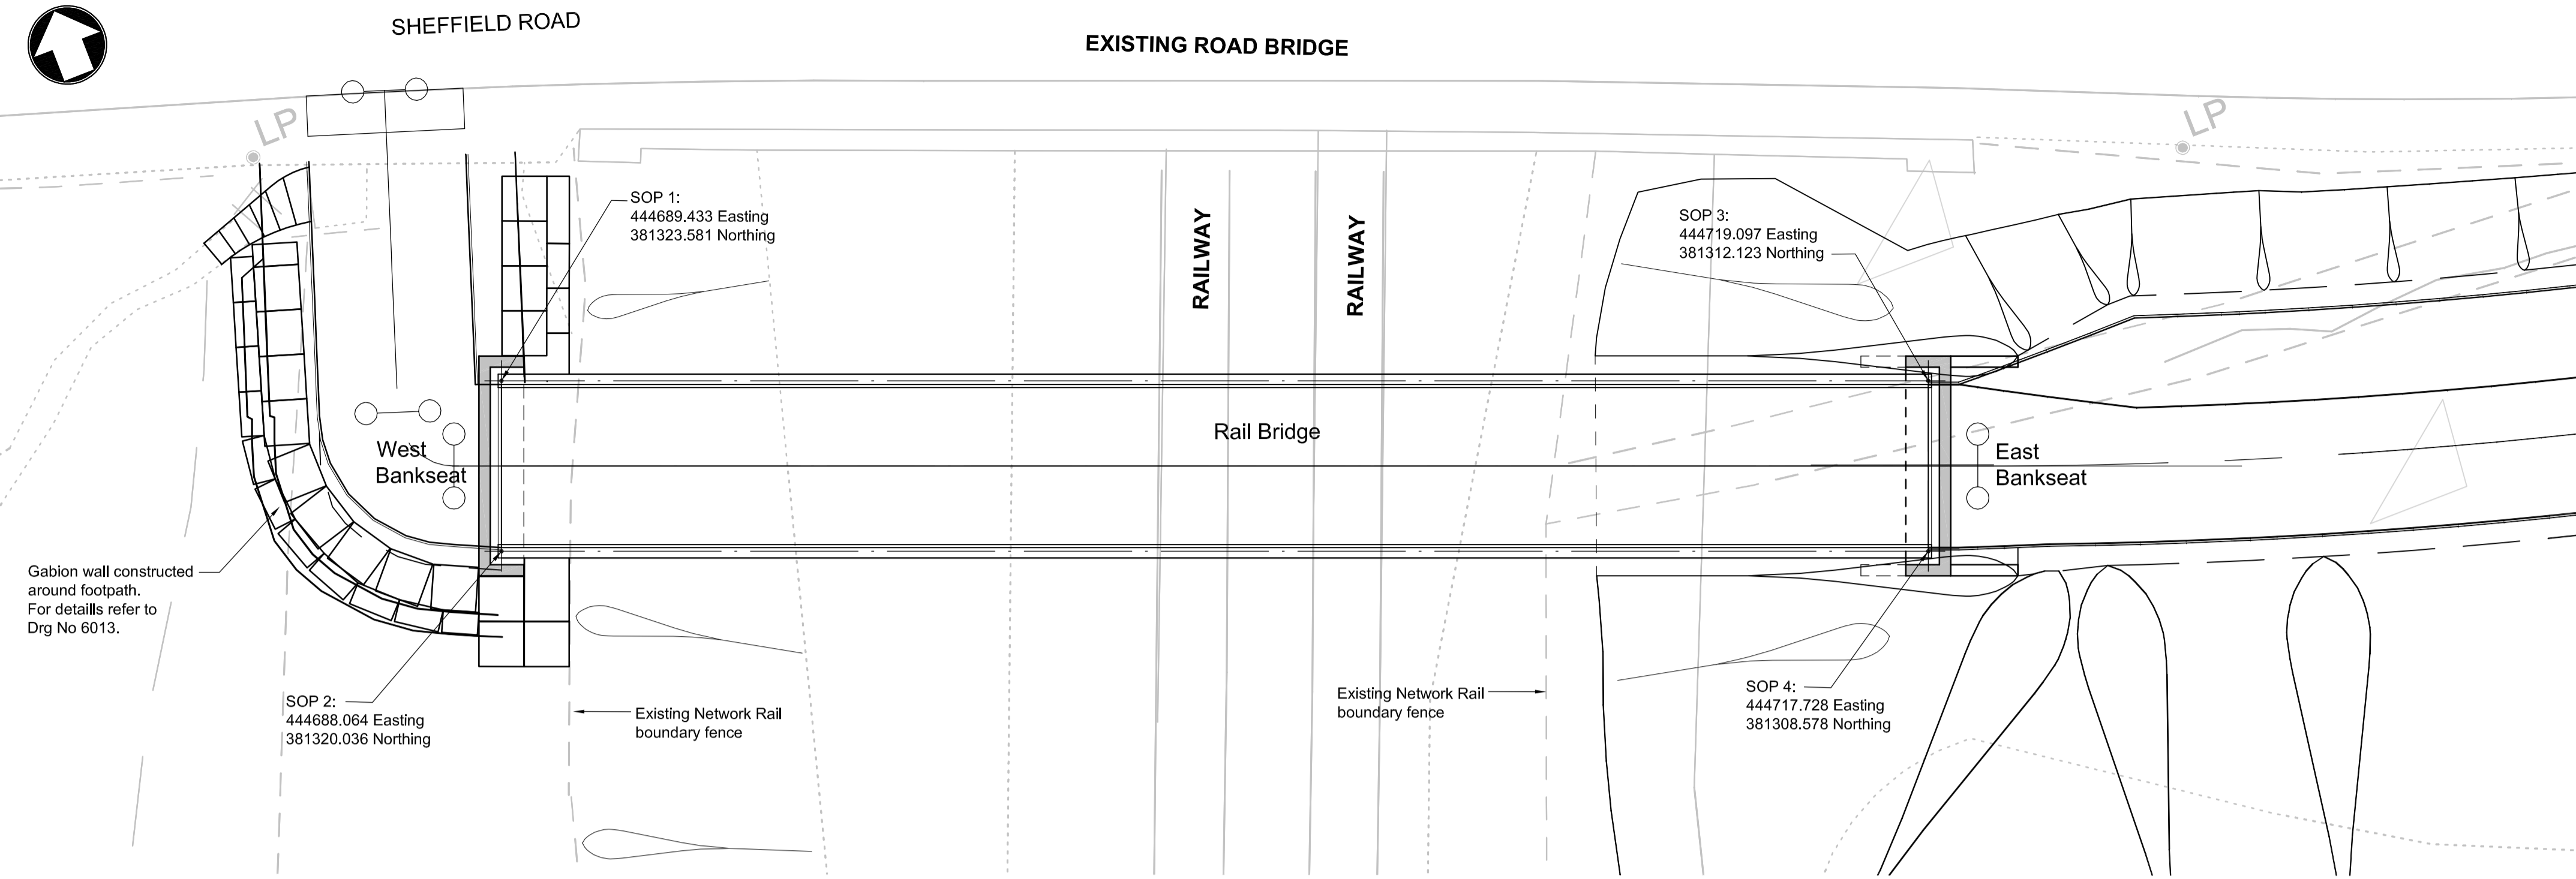 SHEFFIELD ROAD
EXISTING ROAD BRIDGE
LP
LP
SOP 1:
444689.433 Easting
381323.581 Northing
RAILWAY
RAILWAY
SOP 3:
444719.097 Easting
381312.123 Northing
Rail Bridge
West
Bankseat
East
Bankseat
Gabion wall constructed
around footpath.
For detaills refer to
Drg No 6013.
SOP 2:
444688.064 Easting
381320.036 Northing
Existing Network Rail
boundary fence
Existing Network Rail
boundary fence
SOP 4:
444717.728 Easting
381308.578 Northing